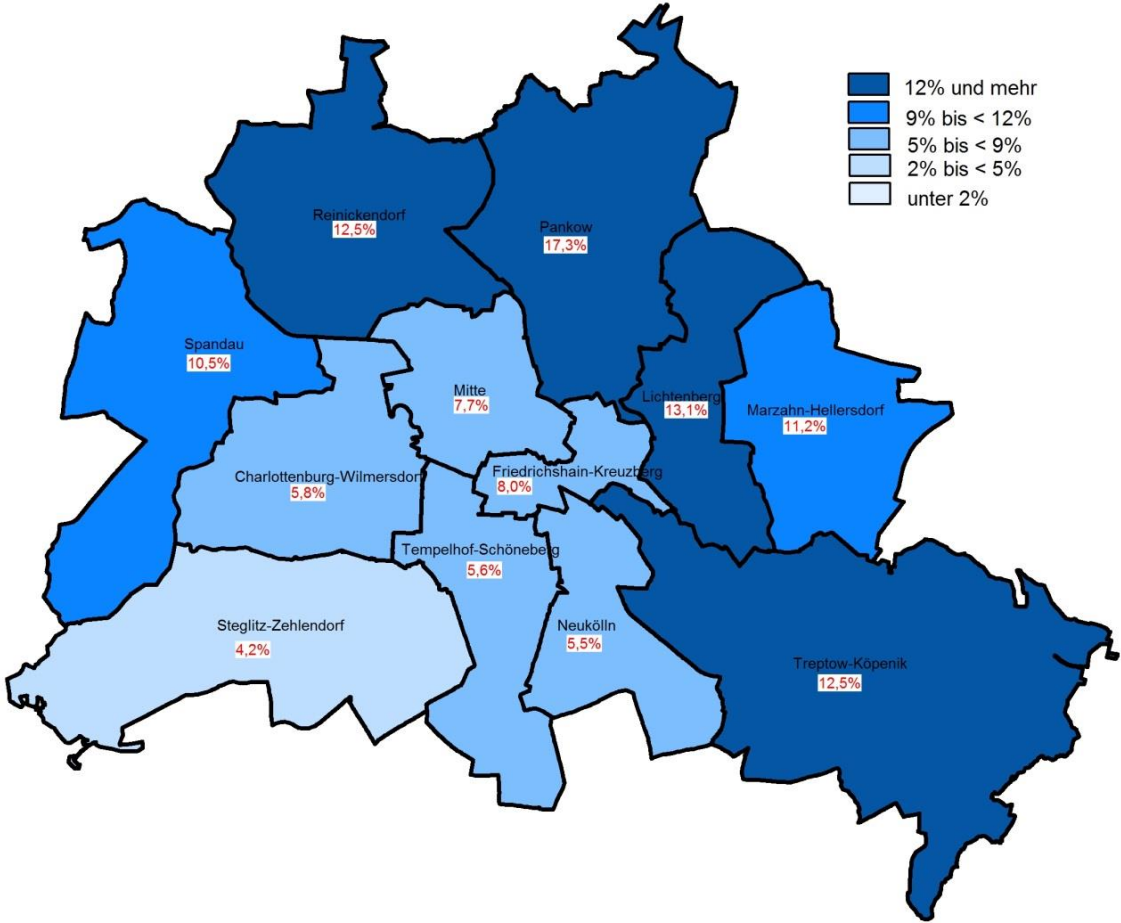 12% und mehr
9% bis < 12%
5% bis < 9%
2% bis < 5%
unter 2%
Reinickendorf
12,5%
Pankow
17,3%
Spandau
10,5%
Mitte
7,7%
Lichtenberg
13,1%
Marzahn-Hellersdorf
11,2%
Charlottenburg-Wilmersdorf
5,8%
Friedrichshain-Kreuzberg
8,0%
Tempelhof-Schöneberg
5,6%
Steglitz-Zehlendorf
4,2%
Neukölln
5,5%
Treptow-Köpenik
12,5%